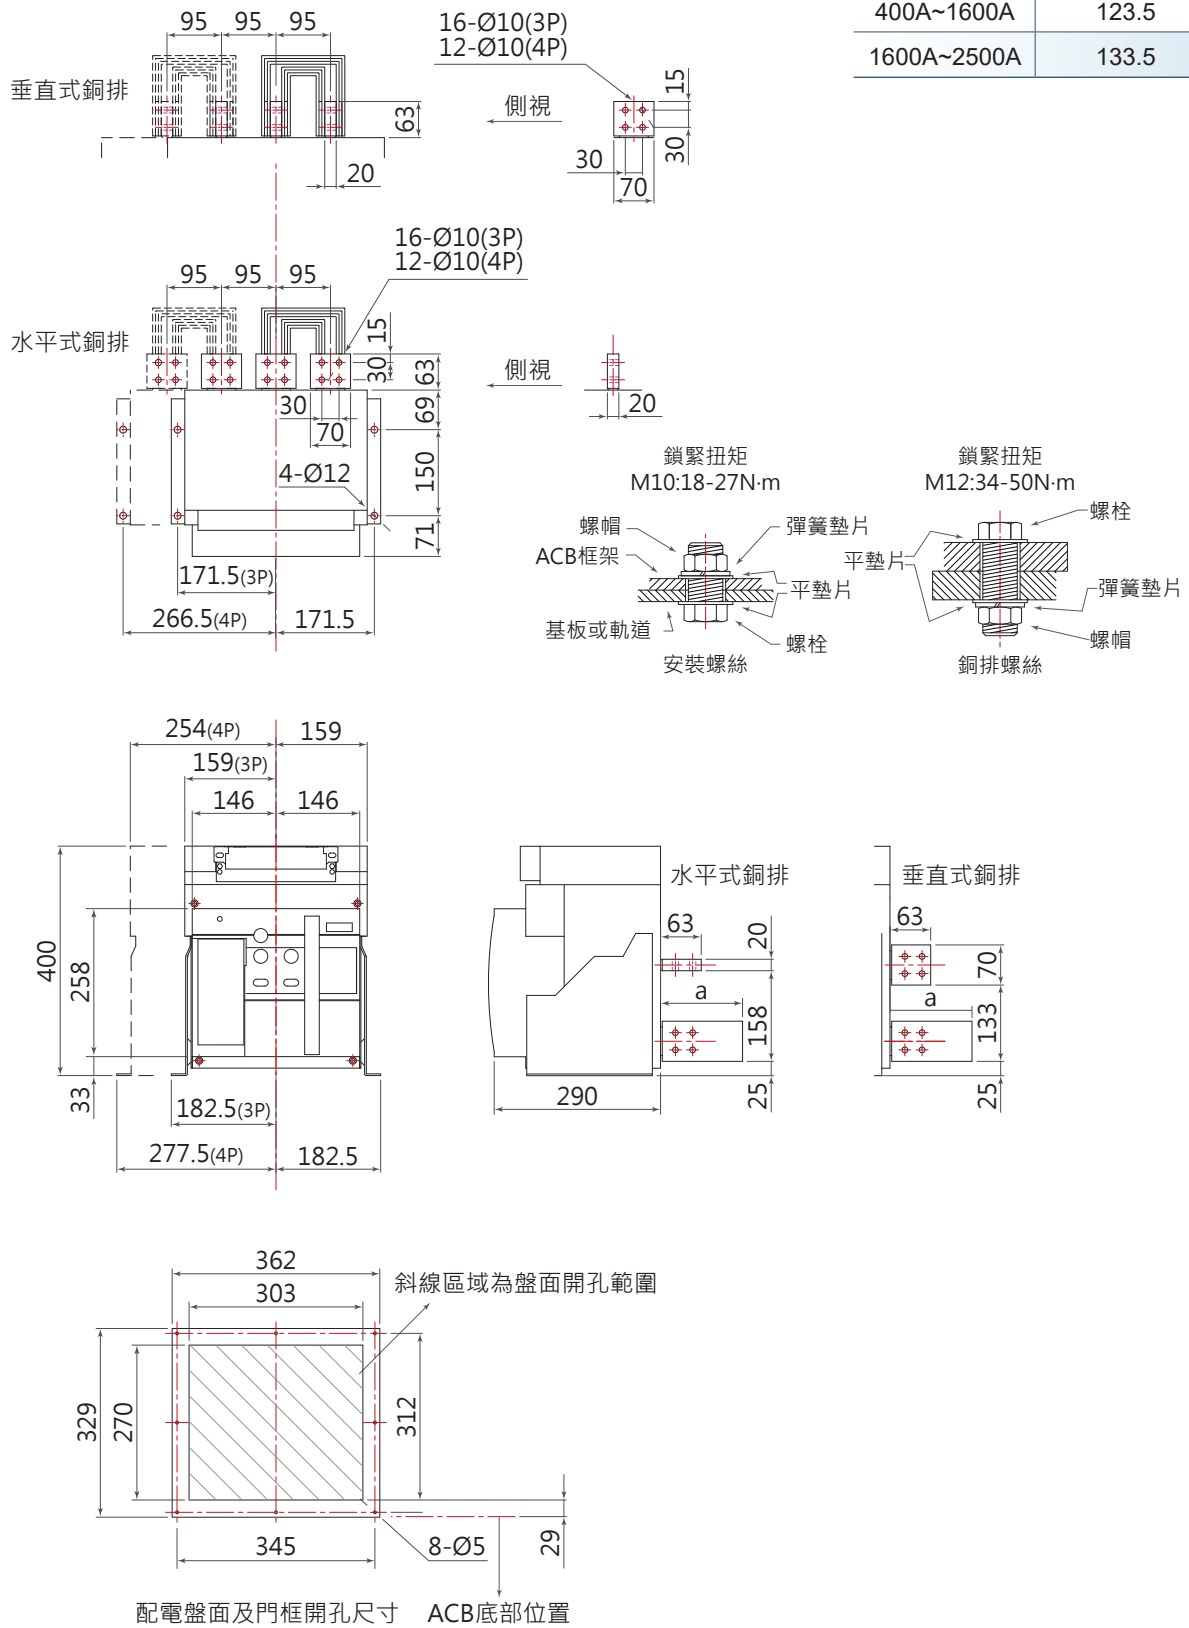 400A~1600A 123.5
1600A~2500A 133.5
95 95 95
16-Ø10(3P)
12-Ø10(4P)
垂直式銅排
63
20
側視
15
30
30
70
16-Ø10(3P)
12-Ø10(4P)
95 95 95
水平式銅排
15
30
63
69
30
70
150
4-Ø12
71
171.5(3P)
266.5(4P) 171.5
側視
20
鎖緊扭矩
M10:18-27N·m
螺帽
彈簧墊片
ACB框架
平墊片
基板或軌道
螺栓
安裝螺絲
鎖緊扭矩
M12:34-50N·m
螺栓
平墊片
彈簧墊片
螺帽
銅排螺絲
254(4P) 159
159(3P)
146 146
400
258
33
182.5(3P)
277.5(4P) 182.5
水平式銅排
63
20
a
158
290
25
垂直式銅排
63
70
a
133
25
362
303
斜線區域為盤面開孔範圍
329
270
312
345
8-Ø5
29
配電盤面及門框開孔尺寸
ACB底部位置